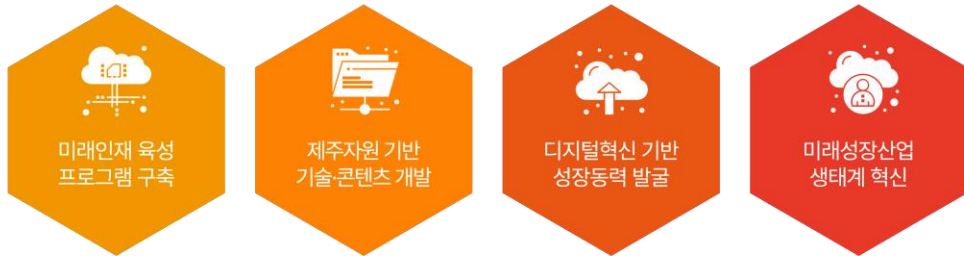 미래인재 육성
프로그램 구축
제주자원 기반
기술·콘텐츠 개발
디지털혁신 기반
성장동력 발굴
미래성장산업
생태계 혁신